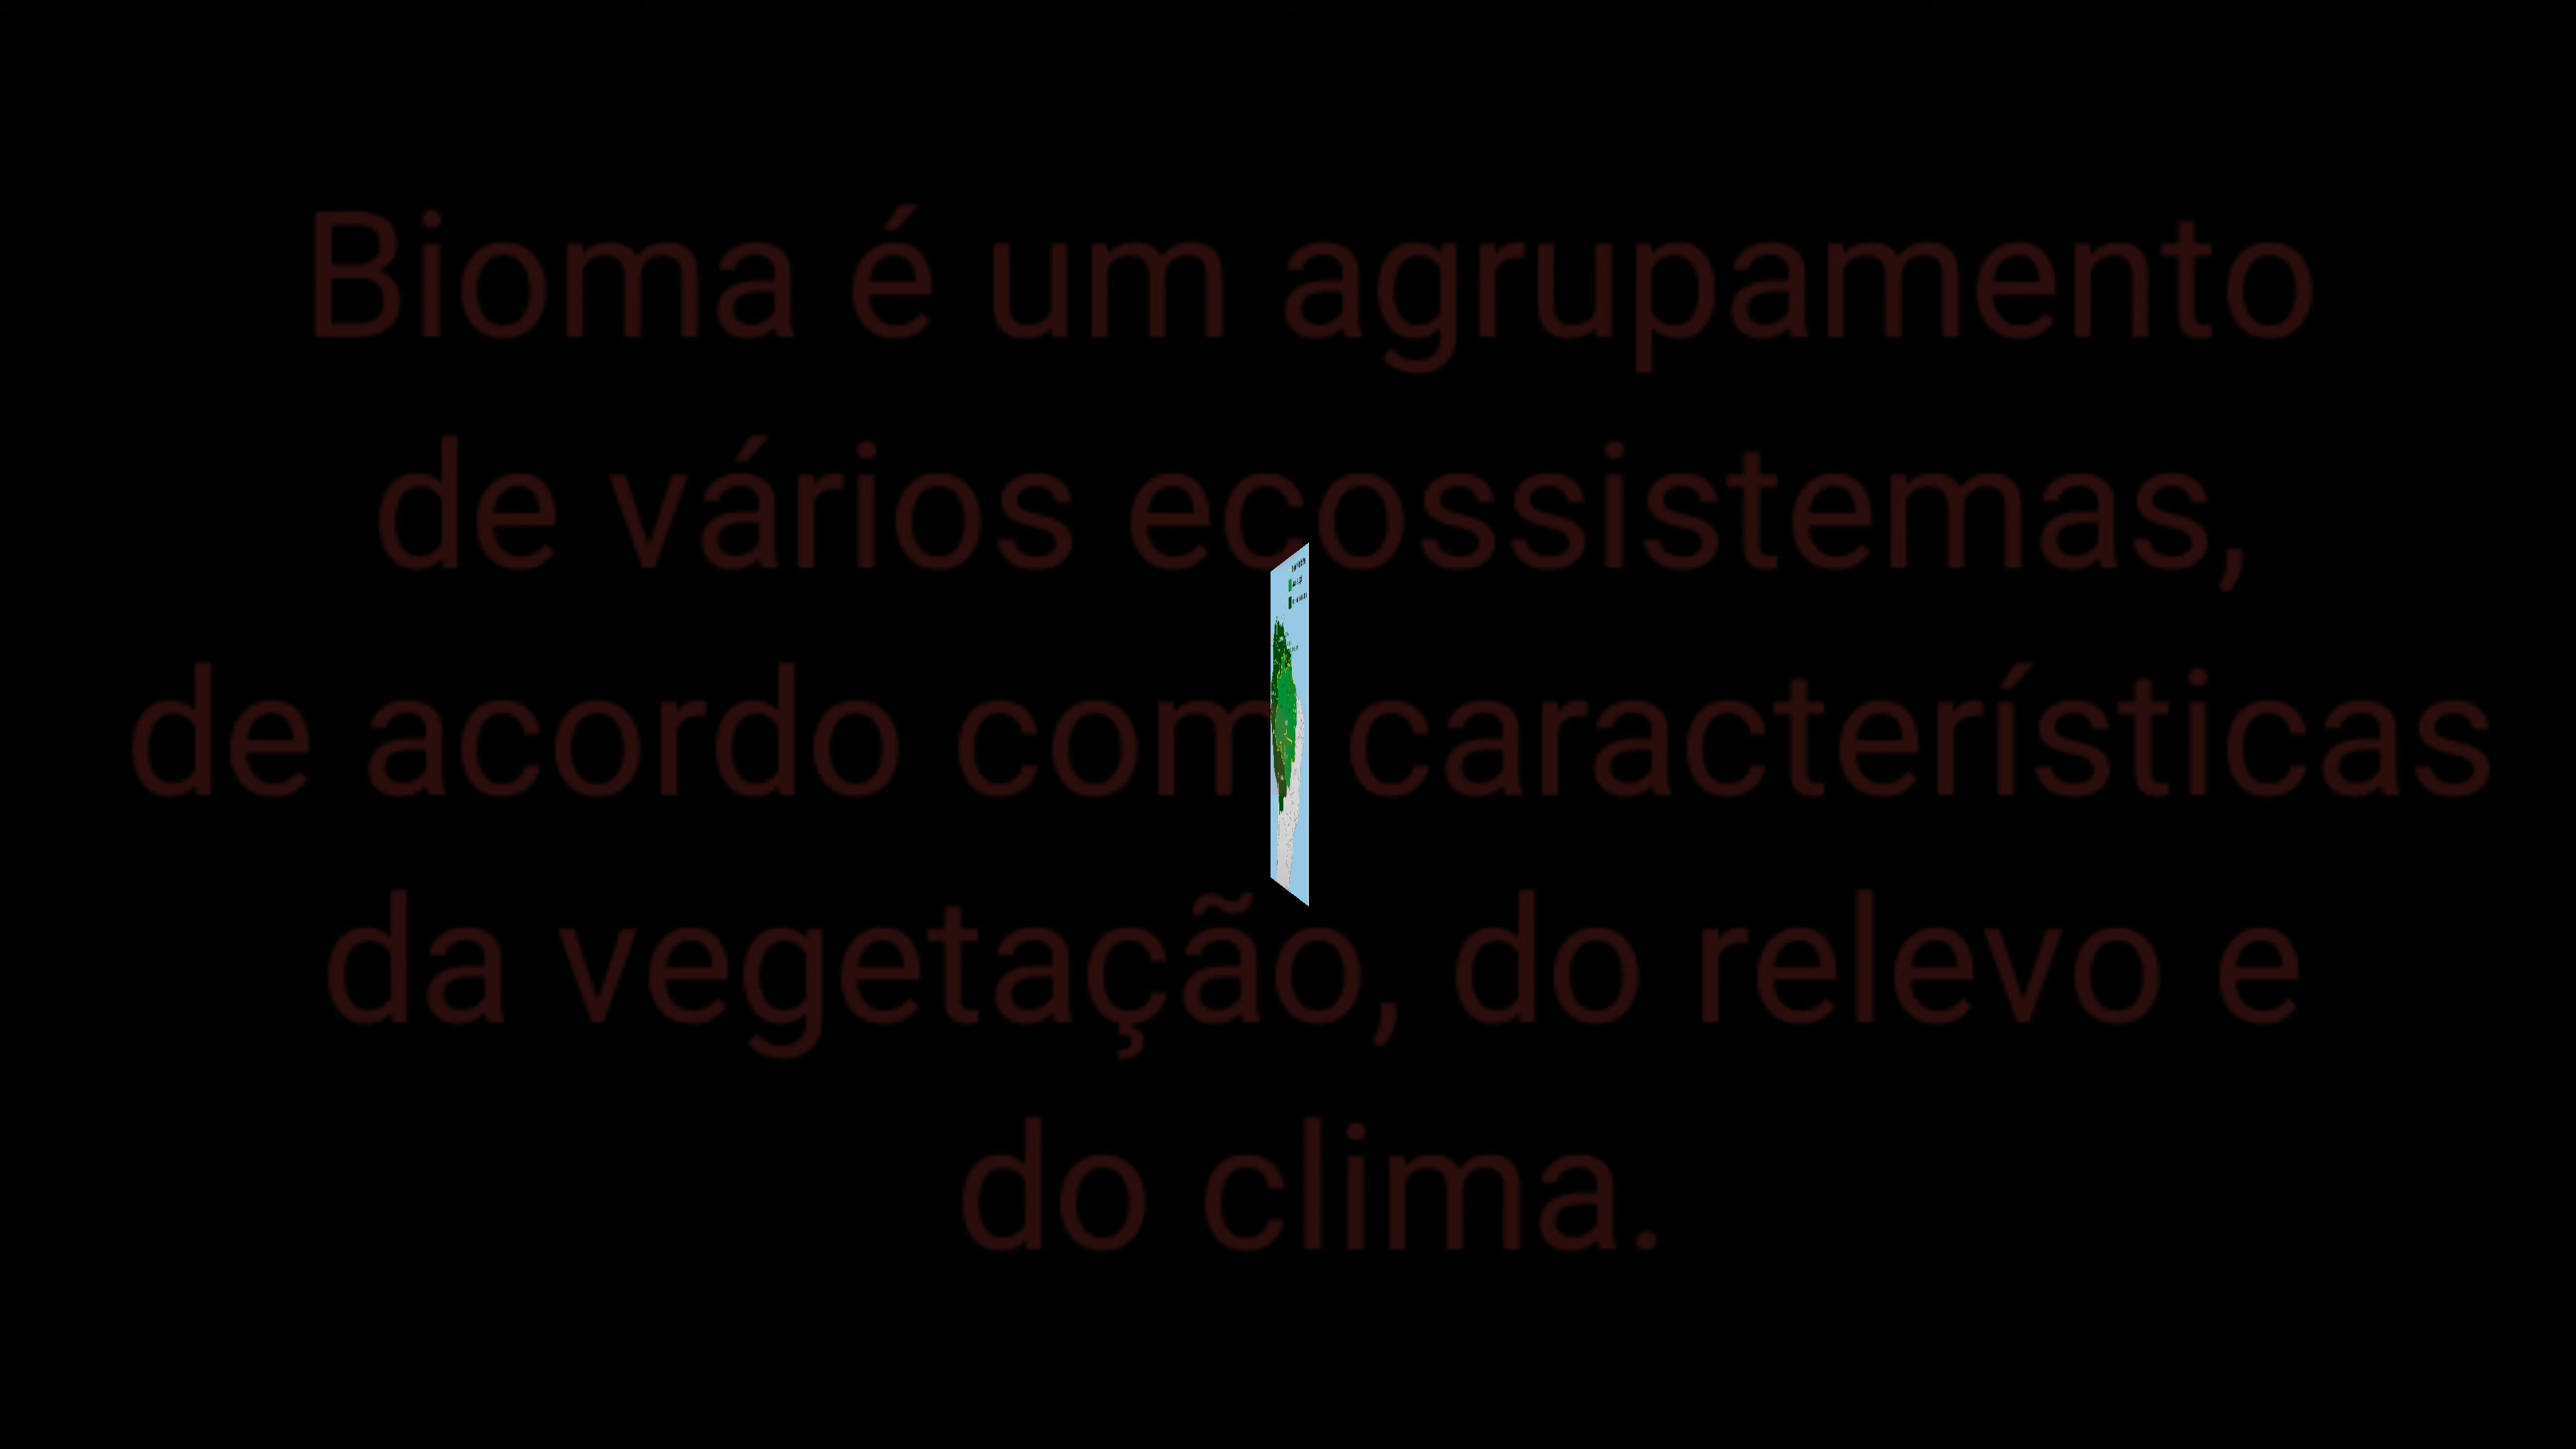 Bioma é um agrupamento
de vários ecossistemas,
de acordo com características
da vegetação, do relevo e
do clima.